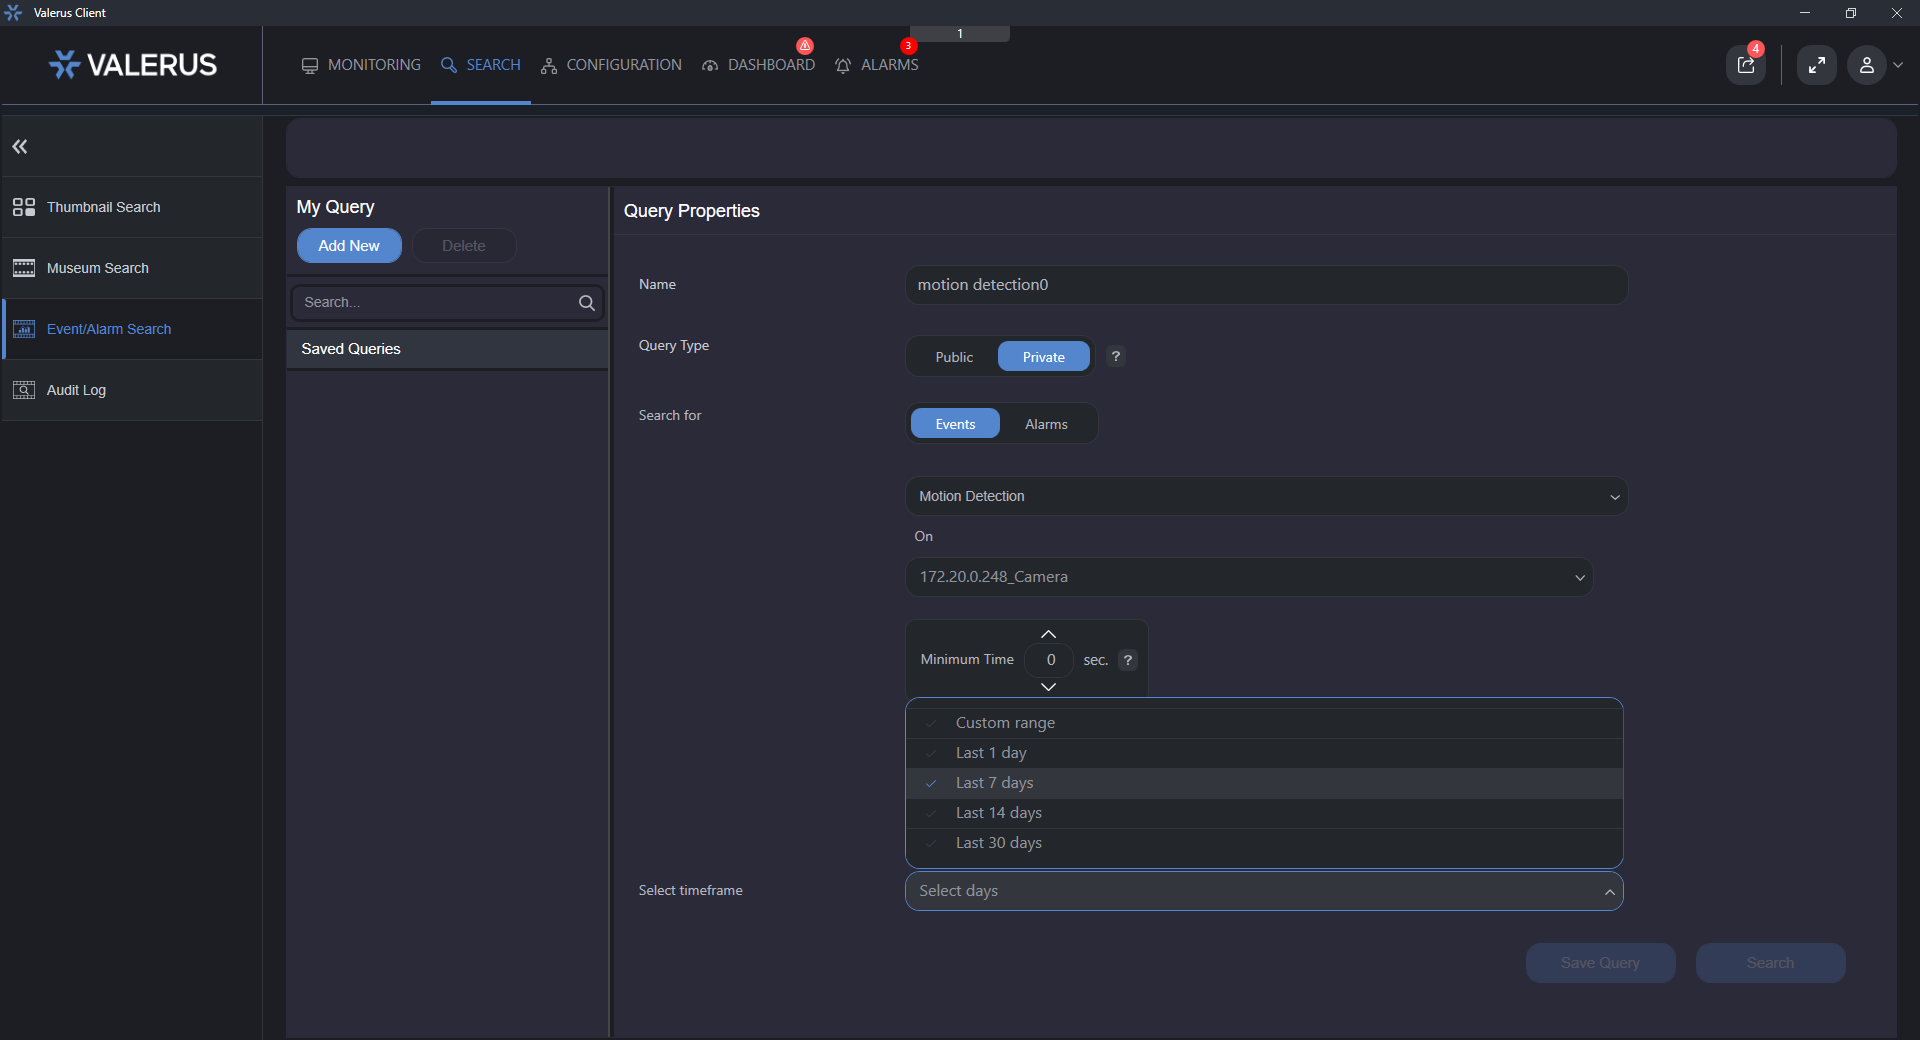 Valerus Client
VALERUS
MONITORING
SEARCH
CONFIGURATION
DASHBOARD
3
ALARMS
1
4
Thumbnail Search
Museum Search
Event/Alarm Search
Audit Log
My Query
Add New
Delete
Search...
Saved Queries
Query Properties
Name
motion detection0
Query Type
Public
Private
?
Search for
Events
Alarms
Motion Detection
On
172.20.0.248_Camera
Minimum Time
0
sec.
?
Custom range
Last 1 day
Last 7 days
Last 14 days
Last 30 days
Select timeframe
Select days
Save Query
Search